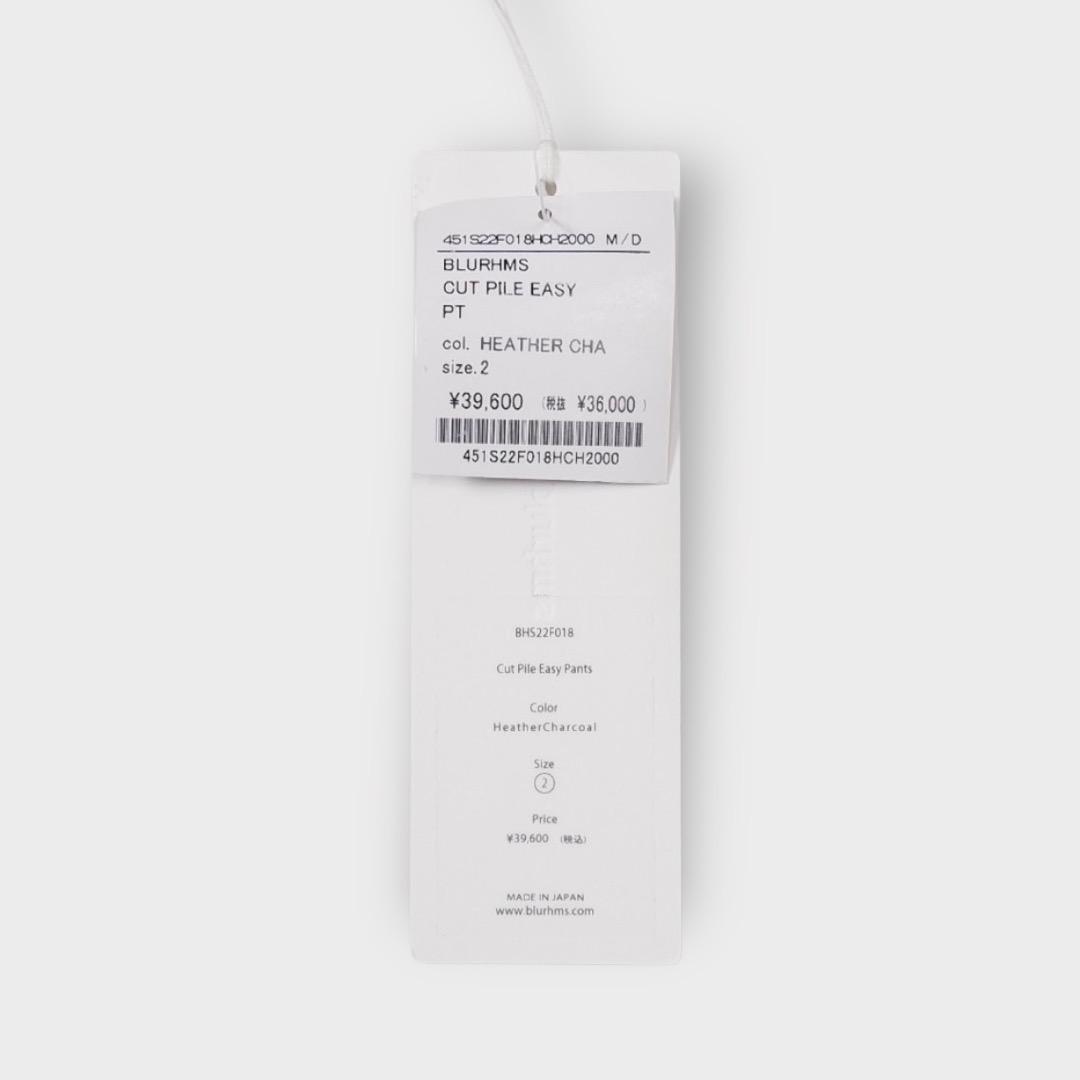 451S22F018HCH2000 M/D
BLURHMS
CUT PILE EASY
PT
col. HEATHER CHA
size.2
¥39,600 (税抜 ¥36,000)
451S22F018HCH2000
BHS22F018
Cut Pile Easy Pants
Color
HeatherCharcoal
Size
2
Price
¥39,600 (税込)
MADE IN JAPAN
www.blurhms.com